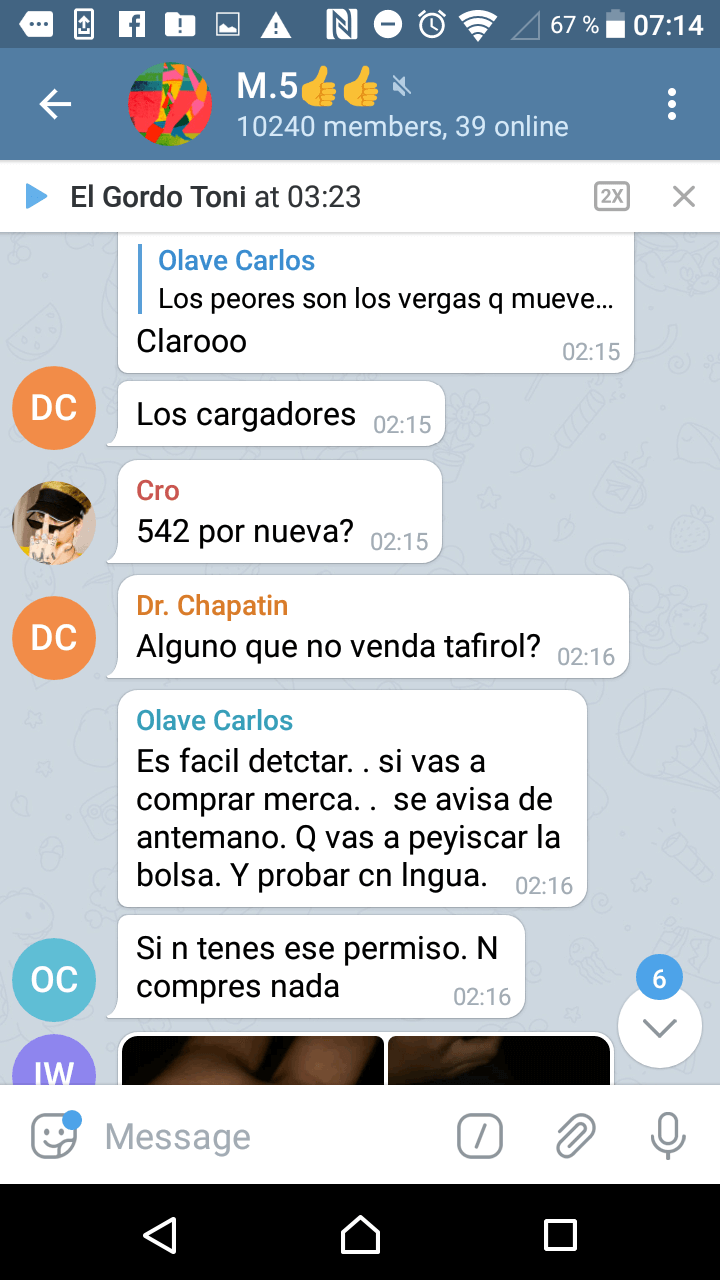 67 % 07:14
M.5👍👍
10240 members, 39 online
El Gordo Toni at 03:23
2X
Olave Carlos
Los peores son los vergas q mueve...
Clarooo 02:15
DC
Los cargadores 02:15
Cro
542 por nueva? 02:15
Dr. Chapatin
DC
Alguno que no venda tafirol? 02:16
Olave Carlos
Es facil detctar. . si vas a
comprar merca. . se avisa de
antemano. Q vas a peyiscar la
bolsa. Y probar cn lngua. 02:16
Si n tenes ese permiso. N
OC
compres nada 02:16
6
IW
Message